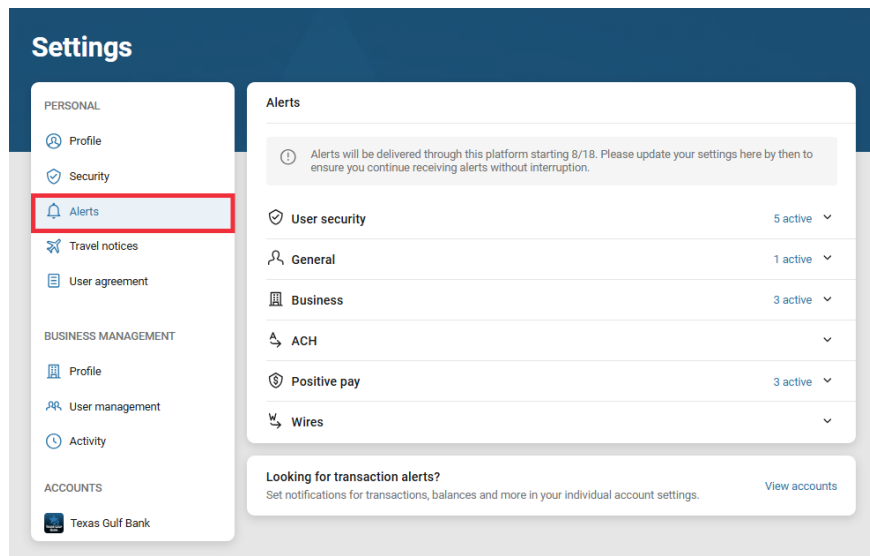 Settings
PERSONAL
Profile
Security
Alerts
Travel notices
User agreement
BUSINESS MANAGEMENT
Profile
User management
Activity
ACCOUNTS
Texas Gulf Bank
Alerts
Alerts will be delivered through this platform starting 8/18. Please update your settings here by then to
ensure you continue receiving alerts without interruption.
User security 5 active
General 1 active
Business 3 active
ACH
Positive pay 3 active
Wires
Looking for transaction alerts?
Set notifications for transactions, balances and more in your individual account settings.
View accounts